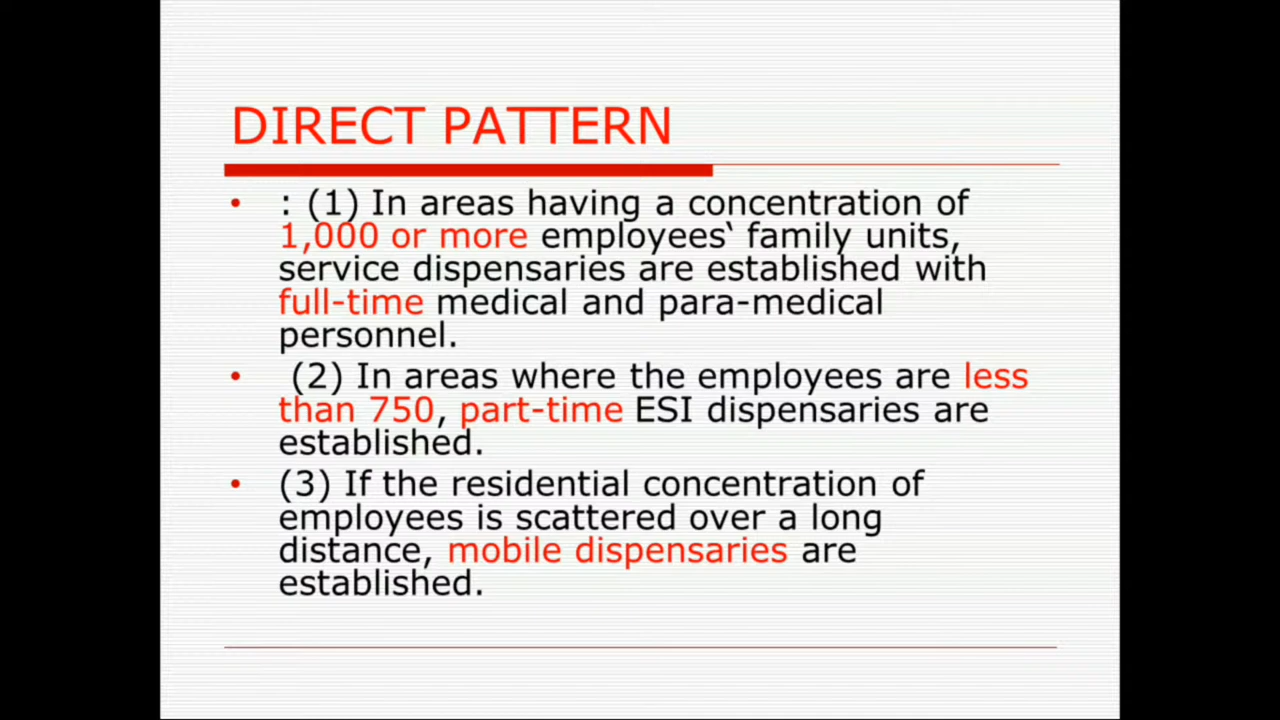 DIRECT PATTERN
• : (1) In areas having a concentration of
1,000 or more employees‛ family units,
service dispensaries are established with
full-time medical and para-medical
personnel.
• (2) In areas where the employees are less
than 750, part-time ESI dispensaries are
established.
• (3) If the residential concentration of
employees is scattered over a long
distance, mobile dispensaries are
established.